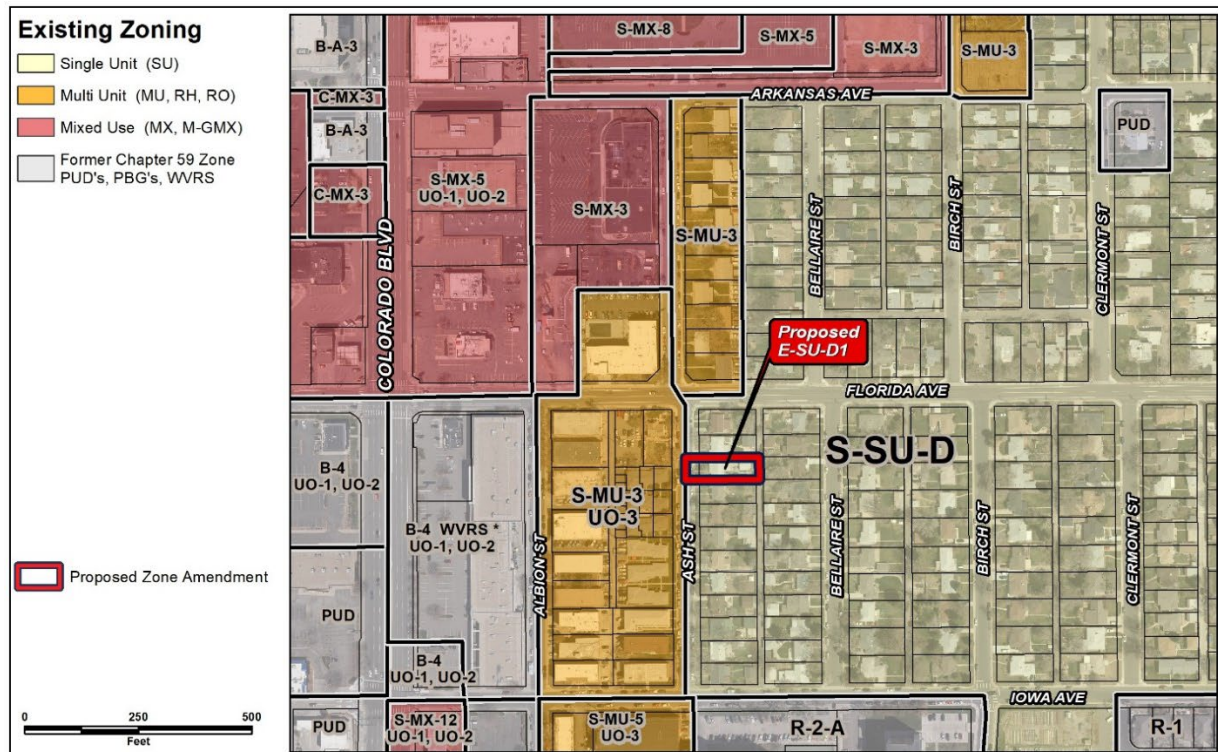 Existing Zoning
Single Unit (SU)
Multi Unit (MU, RH, RO)
Mixed Use (MX, M-GMX)
Former Chapter 59 Zone
PUD's, PBG's, WVRS
Proposed Zone Amendment
0 250 500
Feet
B-A-3
S-MX-8
S-MX-5
S-MX-3
S-MU-3
C-MX-3
ARKANSAS AVE
B-A-3
PUD
C-MX-3
S-MX-5
UO-1, UO-2
S-MX-3
S-MU-3
COLORADO BLVD
BELLAIRE ST
BIRCH ST
CLERMONT ST
Proposed
E-SU-D1
FLORIDA AVE
S-SU-D
B-4
UO-1, UO-2
B-4 WVRS *
UO-1, UO-2
S-MU-3
UO-3
ALBION ST
ASH ST
BELLAIRE ST
BIRCH ST
CLERMONT ST
PUD
B-4
UO-1, UO-2
IOWA AVE
PUD
S-MX-12
UO-1, UO-2
S-MU-5
UO-3
R-2-A
R-1